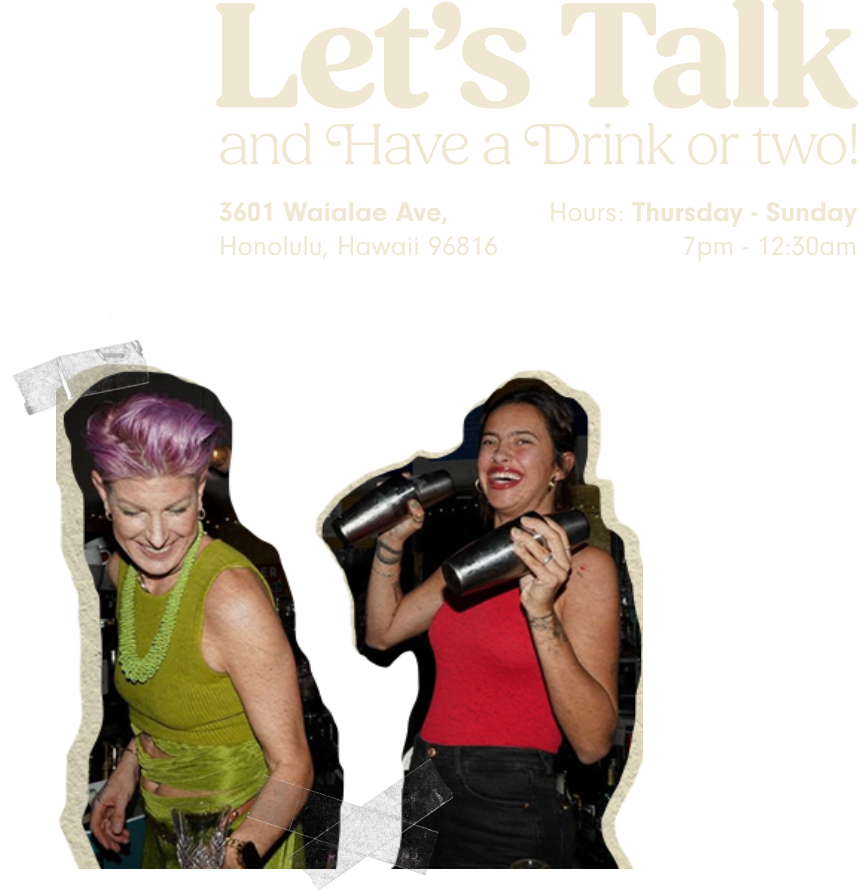 Let's Talk
and Have a Drink or two!
3601 Waialae Ave,
Honolulu, Hawaii 96816
Hours: Thursday - Sunday
7pm - 12:30am